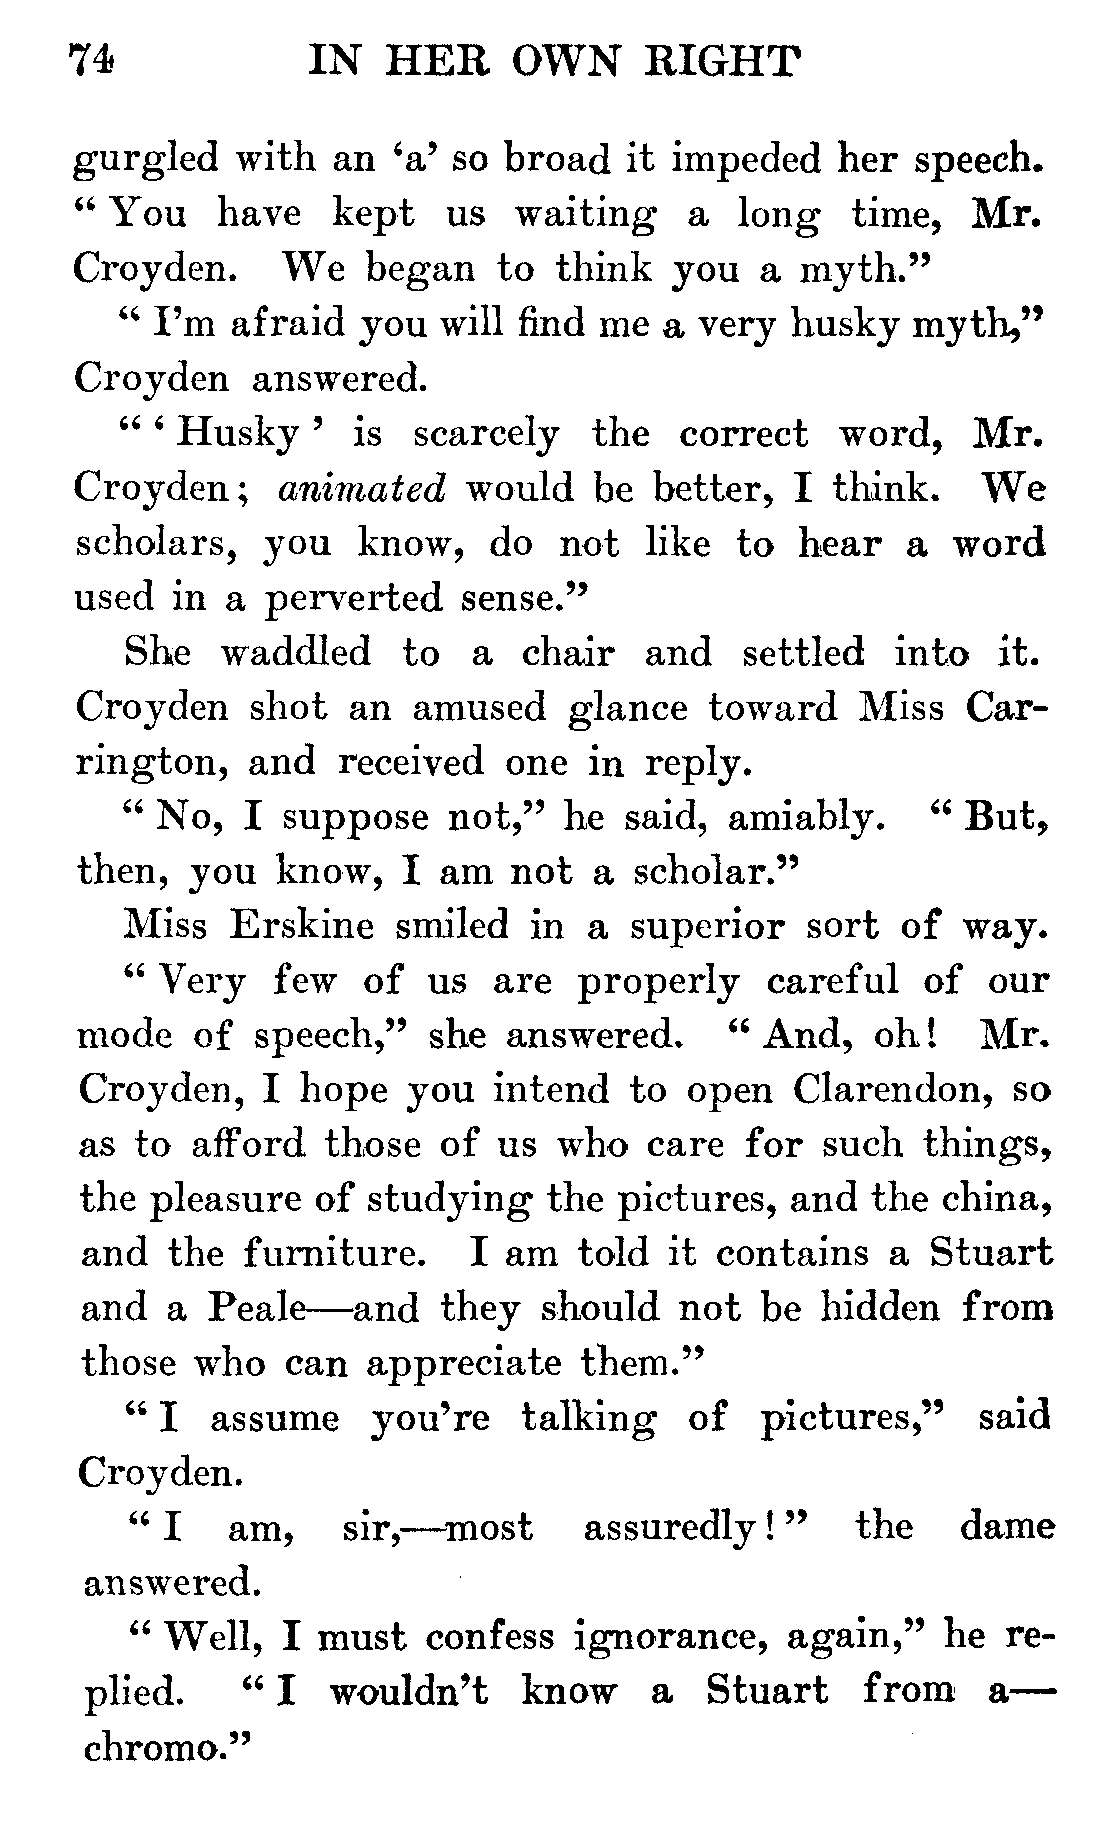 74 IN HER OWN RIGHT
gurgled with an ‘a’ so broad it impeded her speech.
“ You have kept us waiting a long time, Mr.
Croyden. We began to think you a myth.”
“ I’m afraid you will find me a very husky myth,”
Croyden answered.
“ ‘ Husky ’ is scarcely the correct word, Mr.
Croyden; animated would be better, I think. We
scholars, you know, do not like to hear a word
used in a perverted sense.”
She waddled to a chair and settled into it.
Croyden shot an amused glance toward Miss Car-
rington, and received one in reply.
“ No, I suppose not,” he said, amiably. “ But,
then, you know, I am not a scholar.”
Miss Erskine smiled in a superior sort of way.
“ Very few of us are properly careful of our
mode of speech,” she answered. “ And, oh! Mr.
Croyden, I hope you intend to open Clarendon, so
as to afford those of us who care for such things,
the pleasure of studying the pictures, and the china,
and the furniture. I am told it contains a Stuart
and a Peale—and they should not be hidden from
those who can appreciate them.”
“ I assume you’re talking of pictures,” said
Croyden.
“ I am, sir,—most assuredly! ” the dame
answered.
“ Well, I must confess ignorance, again,” he re-
plied. “ I wouldn’t know a Stuart from a—
chromo.”